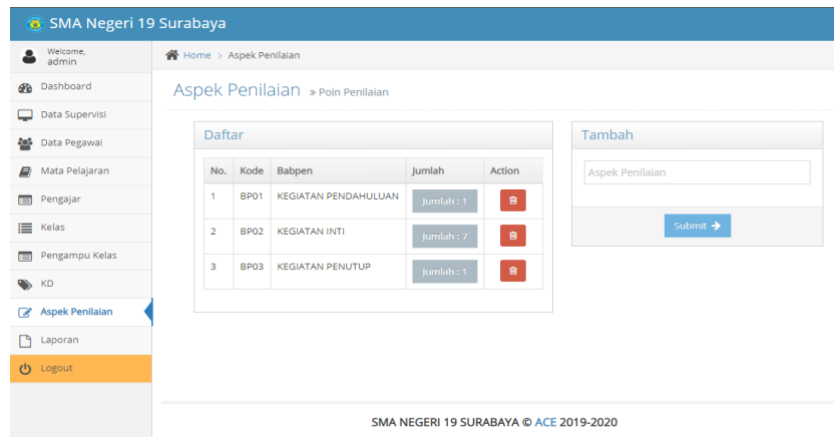 SMA Negeri 19 Surabaya
Welcome,
admin
Dashboard
Data Supervisi
Data Pegawai
Mata Pelajaran
Pengajar
Kelas
Pengampu Kelas
KD
Aspek Penilaian
Laporan
Logout
Home > Aspek Penilaian
Aspek Penilaian » Poin Penilaian
Daftar
No. Kode Babpen Jumlah Action
1 BP01 KEGIATAN PENDAHULUAN Jumlah : 1
2 BP02 KEGIATAN INTI Jumlah : 7
3 BP03 KEGIATAN PENUTUP Jumlah : 1
Tambah
Aspek Penilaian
Submit →
SMA NEGERI 19 SURABAYA © ACE 2019-2020